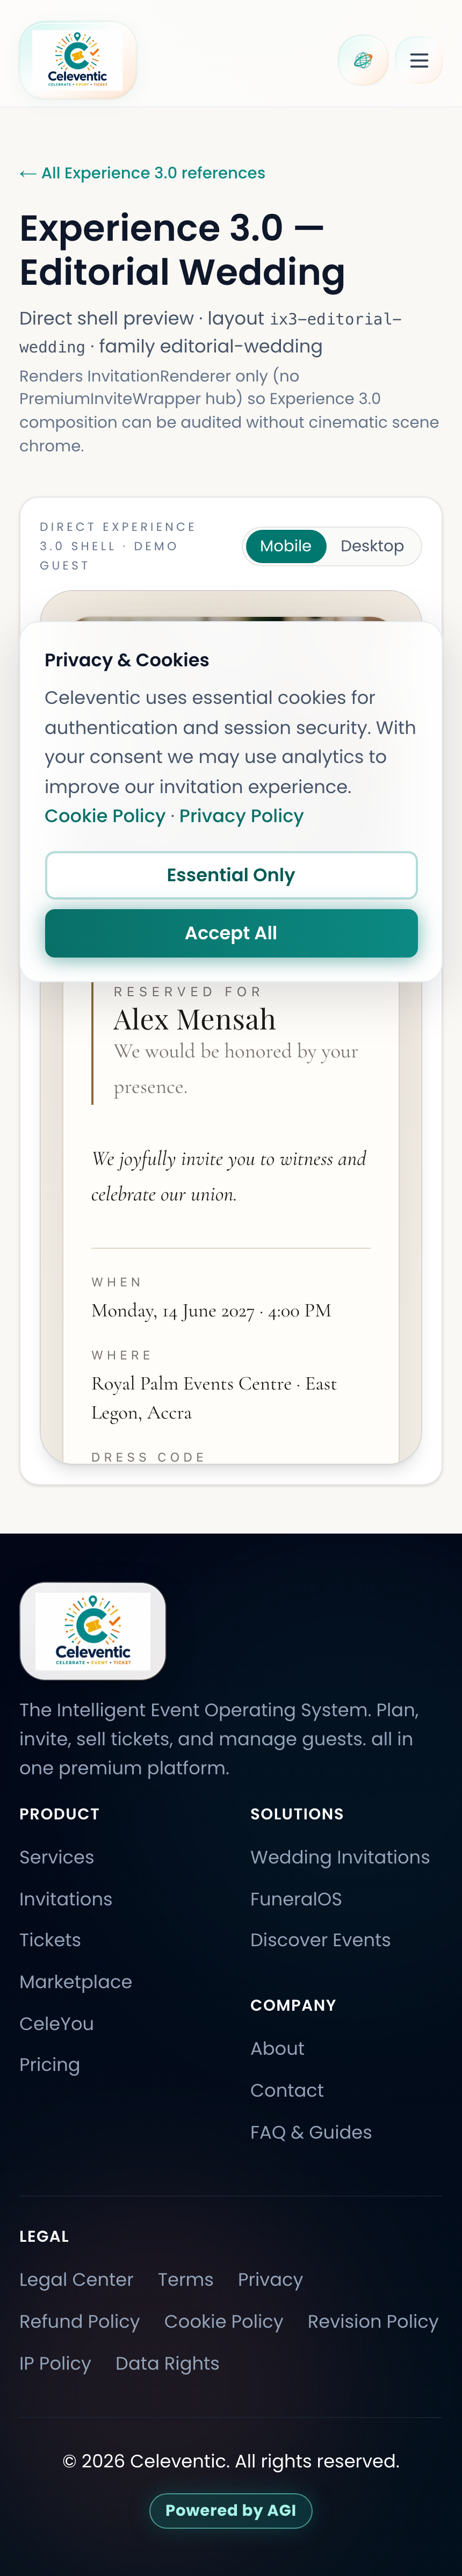 Celeventic
CELEBRATE • EVENT • TICKET
← All Experience 3.0 references
Experience 3.0 —
Editorial Wedding
Direct shell preview · layout ix3-editorial-
wedding · family editorial-wedding
Renders InvitationRenderer only (no
PremiumInviteWrapper hub) so Experience 3.0
composition can be audited without cinematic scene
chrome.
DIRECT EXPERIENCE
3.0 SHELL · DEMO
GUEST
Mobile
Desktop
Privacy & Cookies
Celeventic uses essential cookies for
authentication and session security. With
your consent we may use analytics to
improve our invitation experience.
Cookie Policy · Privacy Policy
Essential Only
Accept All
RESERVED FOR
Alex Mensah
We would be honored by your
presence.
We joyfully invite you to witness and
celebrate our union.
WHEN
Monday, 14 June 2027 · 4:00 PM
WHERE
Royal Palm Events Centre · East
Legon, Accra
DRESS CODE
Celeventic
CELEBRATE • EVENT • TICKET
The Intelligent Event Operating System. Plan,
invite, sell tickets, and manage guests. all in
one premium platform.
PRODUCT
Services
Invitations
Tickets
Marketplace
CeleYou
Pricing
SOLUTIONS
Wedding Invitations
FuneralOS
Discover Events
COMPANY
About
Contact
FAQ & Guides
LEGAL
Legal Center Terms Privacy
Refund Policy Cookie Policy Revision Policy
IP Policy Data Rights
© 2026 Celeventic. All rights reserved.
Powered by AGI